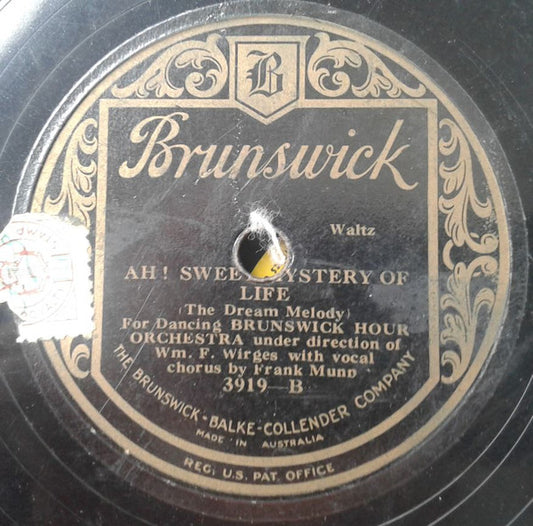 B
Brunswick
Waltz
AH! SWEET MYSTERY OF
LIFE
(The Dream Melody)
For Dancing BRUNSWICK HOUR
ORCHESTRA under direction of
Wm. F. Wirges with vocal
chorus by Frank Munn
3919—B
THE BRUNSWICK-BALKE-COLLENDER COMPANY
MADE IN AUSTRALIA
REG: U.S. PAT. OFFICE